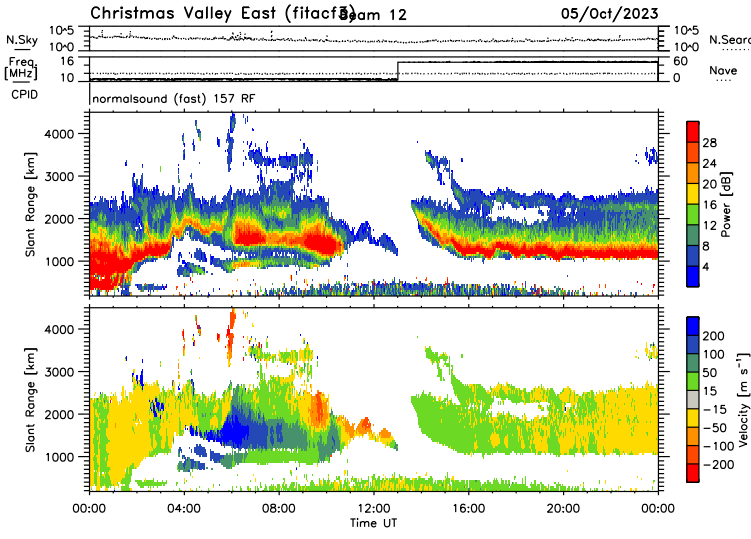 Christmas Valley East (fitacf3) Beam 12 05/Oct/2023
N.Sky 10^5 10^0 10^5 10^0 N.Sear
Freq. [MHz] 16 10 60 0 Nave
CPID normalsound (fast) 157 RF
Slant Range [km] 4000 3000 2000 1000
Power [dB] 28 24 20 16 12 8 4
Slant Range [km] 4000 3000 2000 1000
Velocity [m s⁻¹] 200 100 50 15 −15 −50 −100 −200
00:00 04:00 08:00 12:00 16:00 20:00 00:00
Time UT